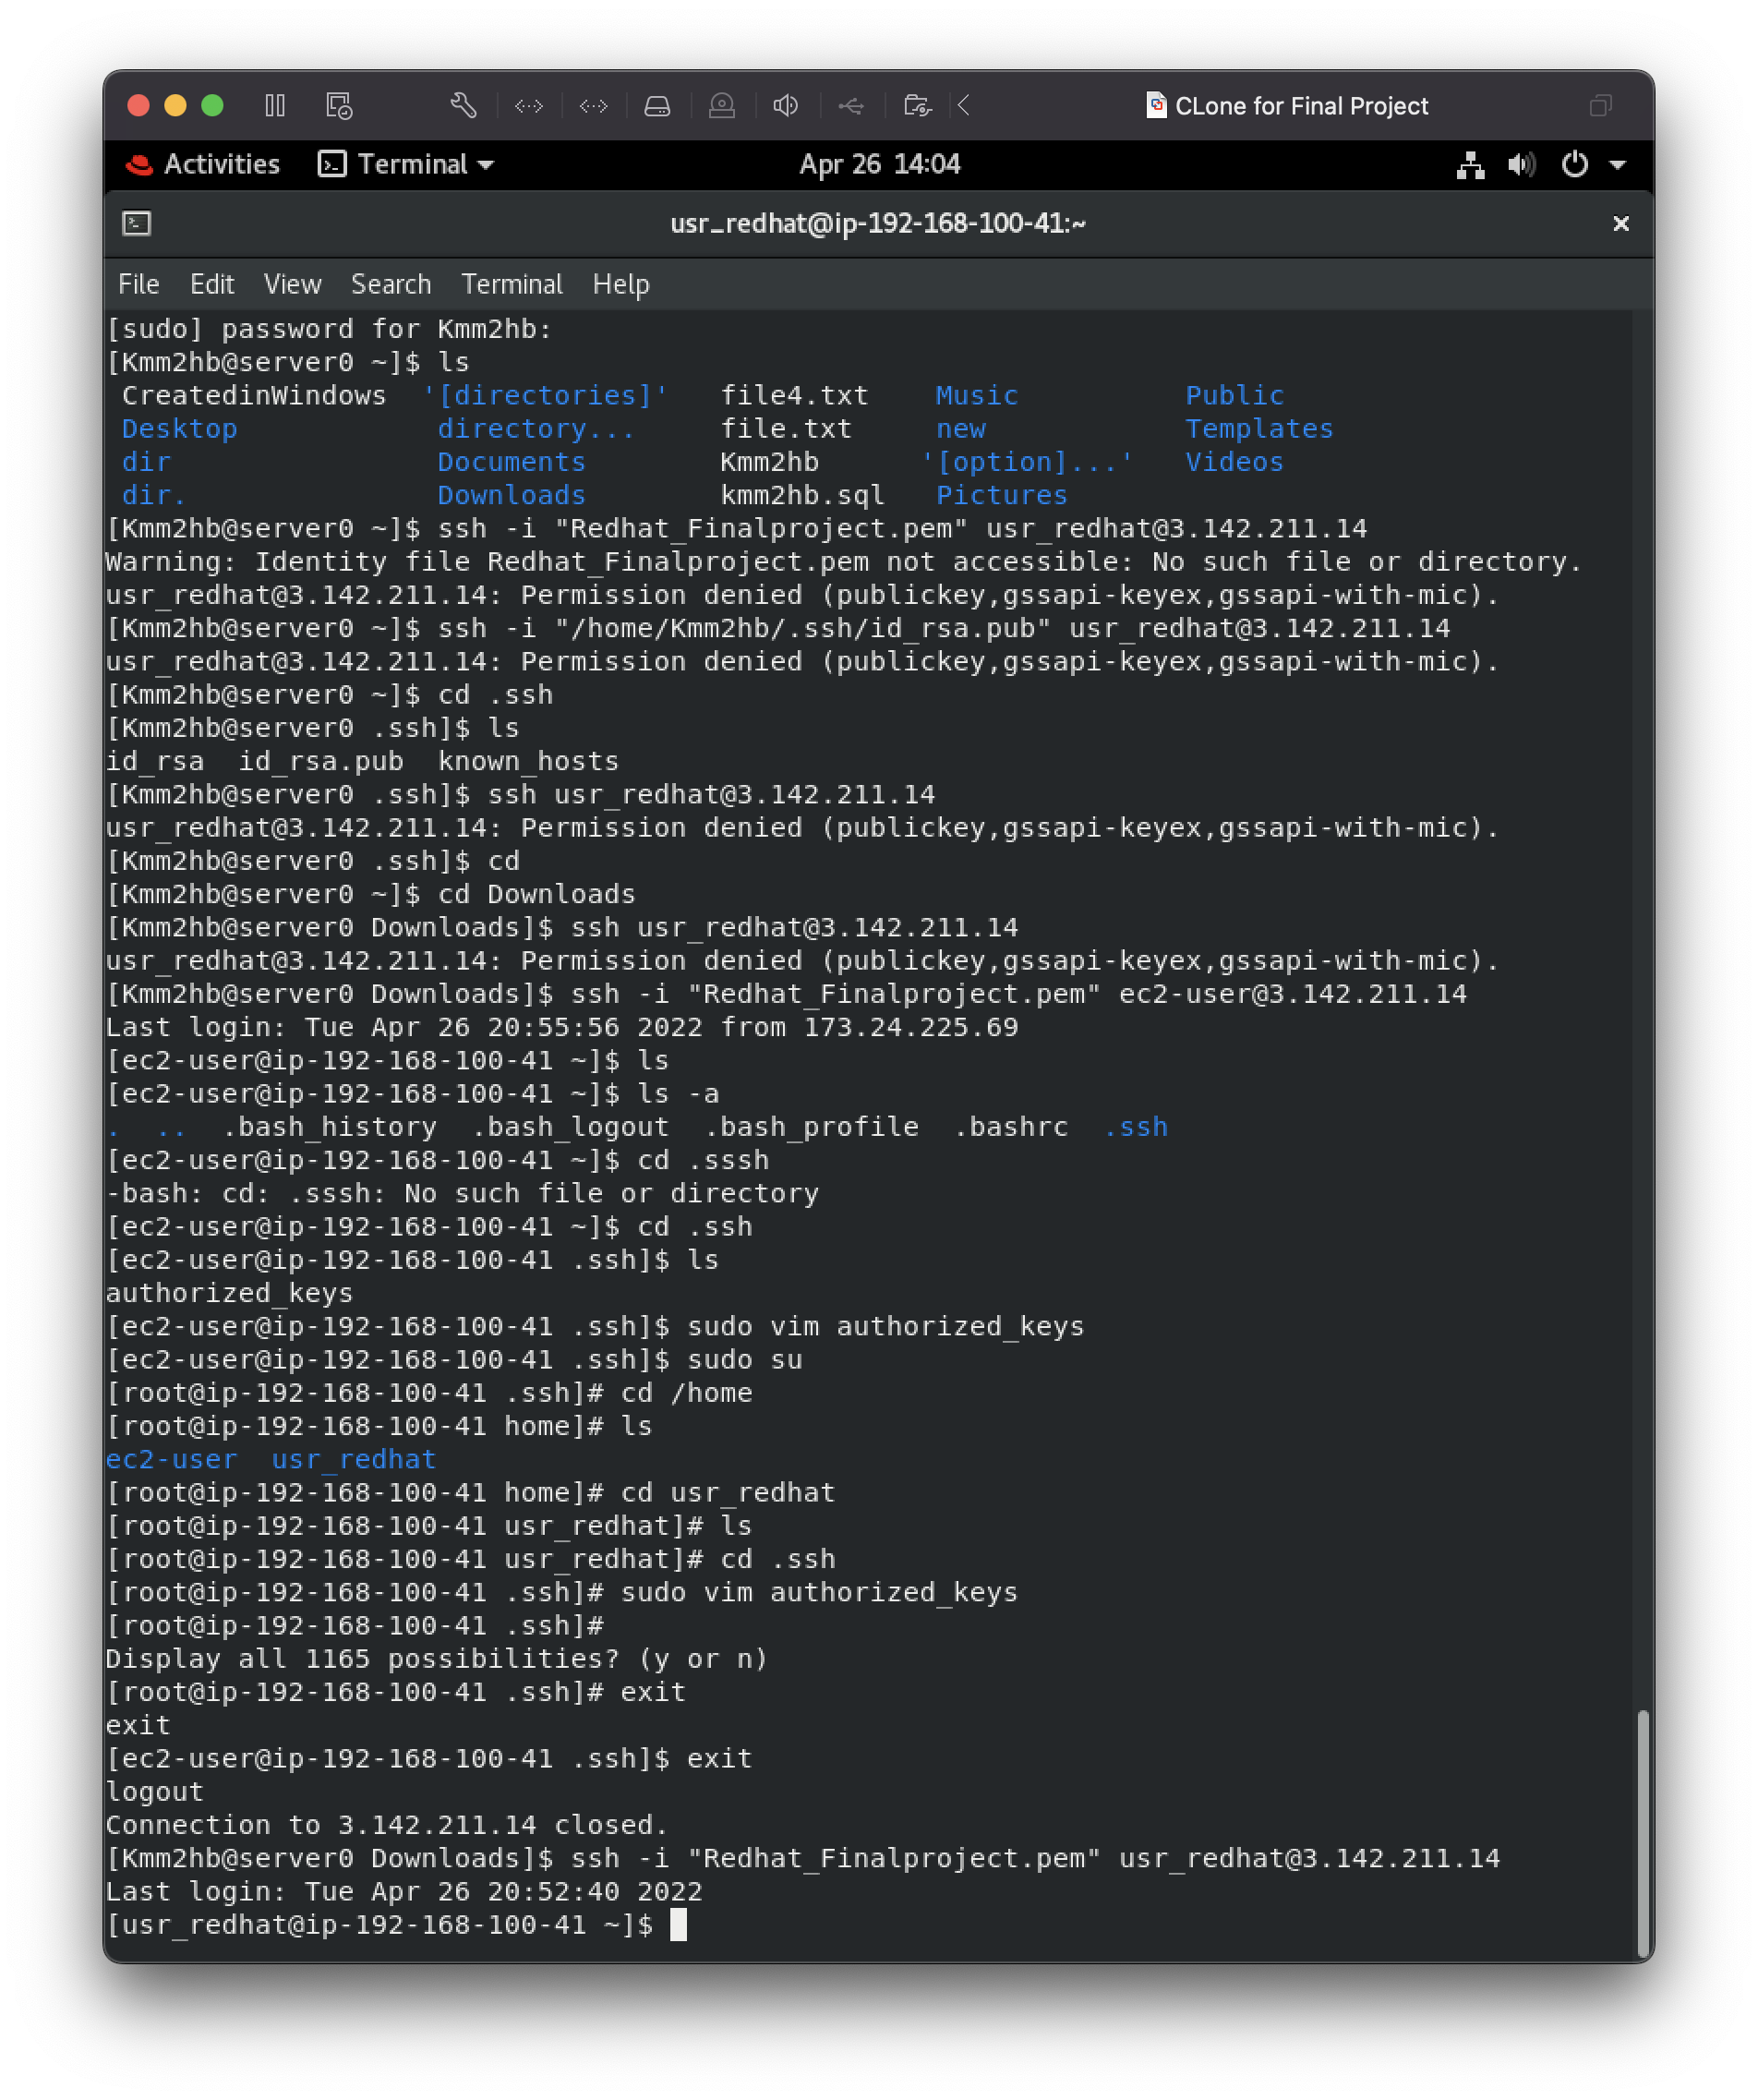 CLone for Final Project
Activities Terminal Apr 26 14:04
usr_redhat@ip-192-168-100-41:~
File Edit View Search Terminal Help
[sudo] password for Kmm2hb:
[Kmm2hb@server0 ~]$ ls
CreatedinWindows '[directories]' file4.txt Music Public
Desktop directory... file.txt new Templates
dir Documents Kmm2hb '[option]...' Videos
dir. Downloads kmm2hb.sql Pictures
[Kmm2hb@server0 ~]$ ssh -i "Redhat_Finalproject.pem" usr_redhat@3.142.211.14
Warning: Identity file Redhat_Finalproject.pem not accessible: No such file or directory.
usr_redhat@3.142.211.14: Permission denied (publickey,gssapi-keyex,gssapi-with-mic).
[Kmm2hb@server0 ~]$ ssh -i "/home/Kmm2hb/.ssh/id_rsa.pub" usr_redhat@3.142.211.14
usr_redhat@3.142.211.14: Permission denied (publickey,gssapi-keyex,gssapi-with-mic).
[Kmm2hb@server0 ~]$ cd .ssh
[Kmm2hb@server0 .ssh]$ ls
id_rsa id_rsa.pub known_hosts
[Kmm2hb@server0 .ssh]$ ssh usr_redhat@3.142.211.14
usr_redhat@3.142.211.14: Permission denied (publickey,gssapi-keyex,gssapi-with-mic).
[Kmm2hb@server0 .ssh]$ cd
[Kmm2hb@server0 ~]$ cd Downloads
[Kmm2hb@server0 Downloads]$ ssh usr_redhat@3.142.211.14
usr_redhat@3.142.211.14: Permission denied (publickey,gssapi-keyex,gssapi-with-mic).
[Kmm2hb@server0 Downloads]$ ssh -i "Redhat_Finalproject.pem" ec2-user@3.142.211.14
Last login: Tue Apr 26 20:55:56 2022 from 173.24.225.69
[ec2-user@ip-192-168-100-41 ~]$ ls
[ec2-user@ip-192-168-100-41 ~]$ ls -a
. .. .bash_history .bash_logout .bash_profile .bashrc .ssh
[ec2-user@ip-192-168-100-41 ~]$ cd .sssh
-bash: cd: .sssh: No such file or directory
[ec2-user@ip-192-168-100-41 ~]$ cd .ssh
[ec2-user@ip-192-168-100-41 .ssh]$ ls
authorized_keys
[ec2-user@ip-192-168-100-41 .ssh]$ sudo vim authorized_keys
[ec2-user@ip-192-168-100-41 .ssh]$ sudo su
[root@ip-192-168-100-41 .ssh]# cd /home
[root@ip-192-168-100-41 home]# ls
ec2-user usr_redhat
[root@ip-192-168-100-41 home]# cd usr_redhat
[root@ip-192-168-100-41 usr_redhat]# ls
[root@ip-192-168-100-41 usr_redhat]# cd .ssh
[root@ip-192-168-100-41 .ssh]# sudo vim authorized_keys
[root@ip-192-168-100-41 .ssh]#
Display all 1165 possibilities? (y or n)
[root@ip-192-168-100-41 .ssh]# exit
exit
[ec2-user@ip-192-168-100-41 .ssh]$ exit
logout
Connection to 3.142.211.14 closed.
[Kmm2hb@server0 Downloads]$ ssh -i "Redhat_Finalproject.pem" usr_redhat@3.142.211.14
Last login: Tue Apr 26 20:52:40 2022
[usr_redhat@ip-192-168-100-41 ~]$